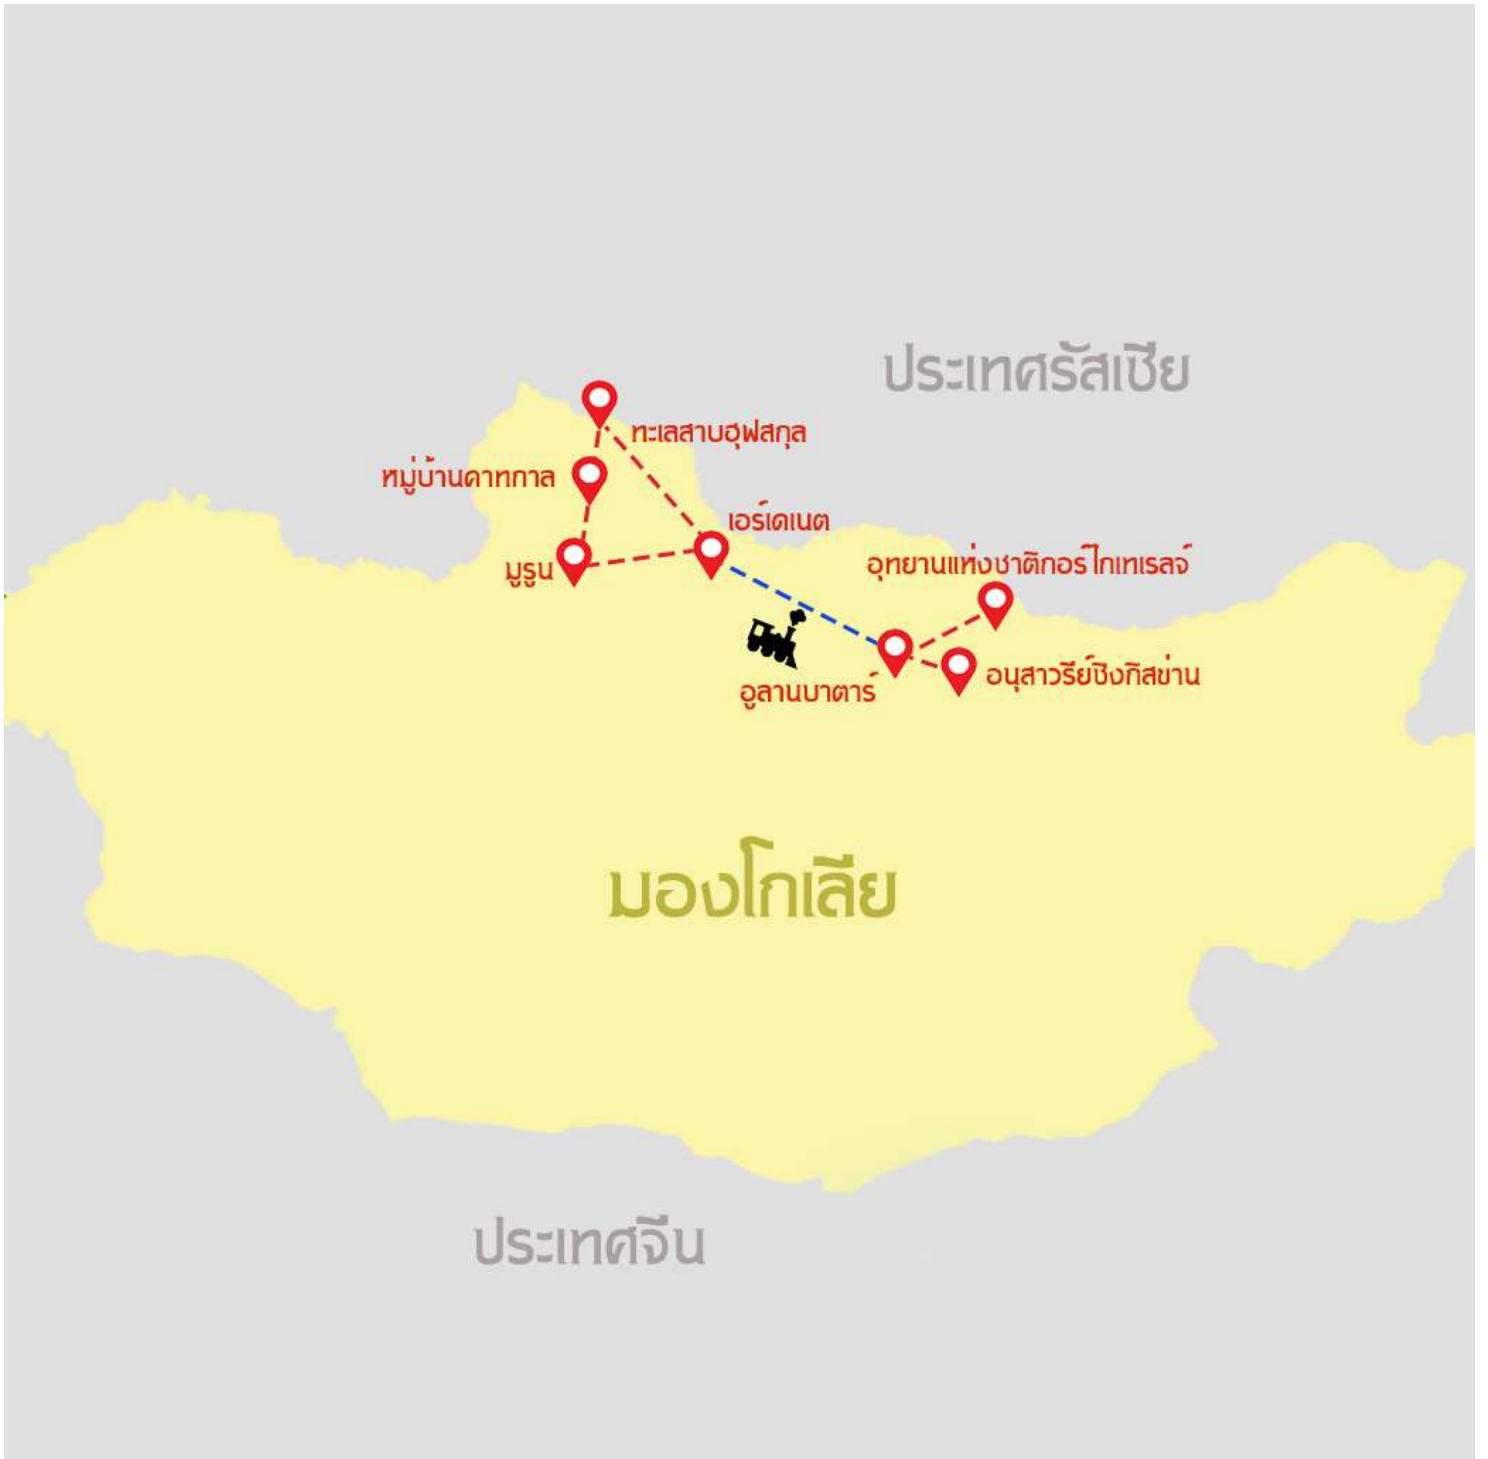 ประเทศรัสเซีย
ทะเลสาบฮุฟสกุล
หมู่บ้านคาทกาล
เอร์เดเนต
อุทยานแห่งชาติกอร์ไกเทเรลจ์
มูรูน
อนุสาวรีย์ชิงกิสข่าน
อูลานบาตาร์
มองโกเลีย
ประเทศจีน